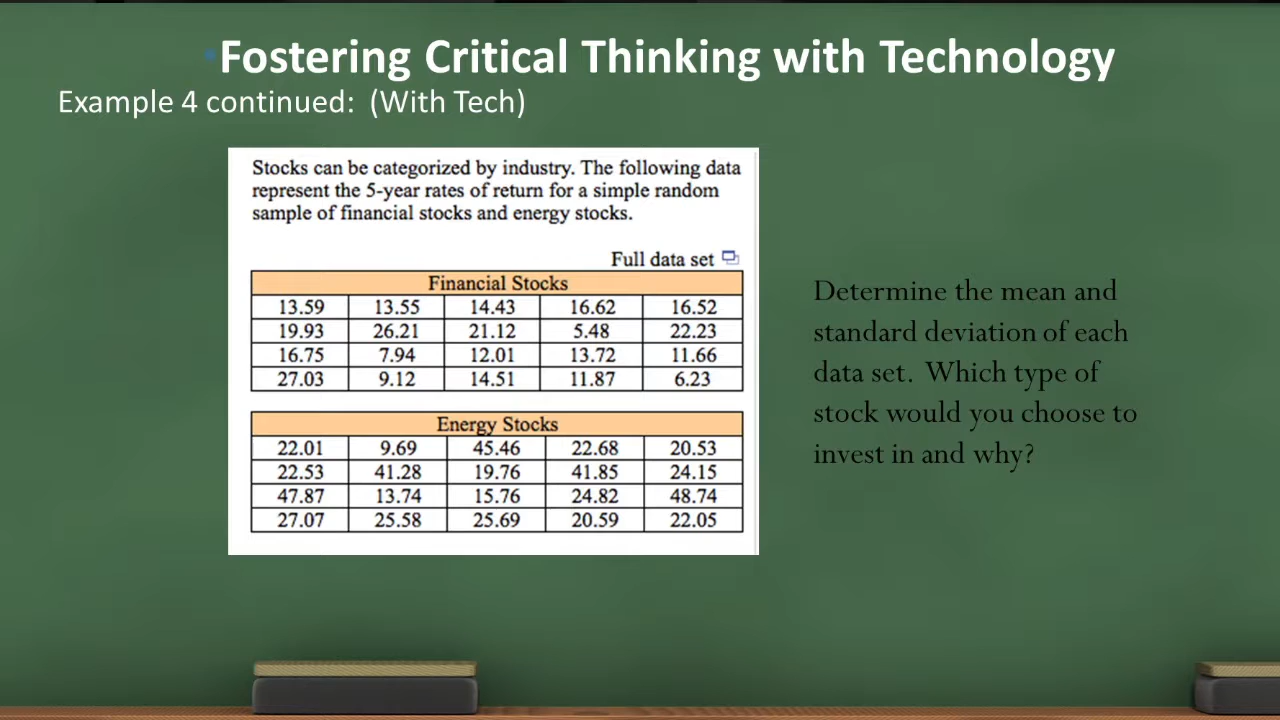 •Fostering Critical Thinking with Technology
Example 4 continued: (With Tech)
Stocks can be categorized by industry. The following data
represent the 5-year rates of return for a simple random
sample of financial stocks and energy stocks.
Full data set
Financial Stocks
13.59 13.55 14.43 16.62 16.52
19.93 26.21 21.12 5.48 22.23
16.75 7.94 12.01 13.72 11.66
27.03 9.12 14.51 11.87 6.23
Energy Stocks
22.01 9.69 45.46 22.68 20.53
22.53 41.28 19.76 41.85 24.15
47.87 13.74 15.76 24.82 48.74
27.07 25.58 25.69 20.59 22.05
Determine the mean and
standard deviation of each
data set. Which type of
stock would you choose to
invest in and why?